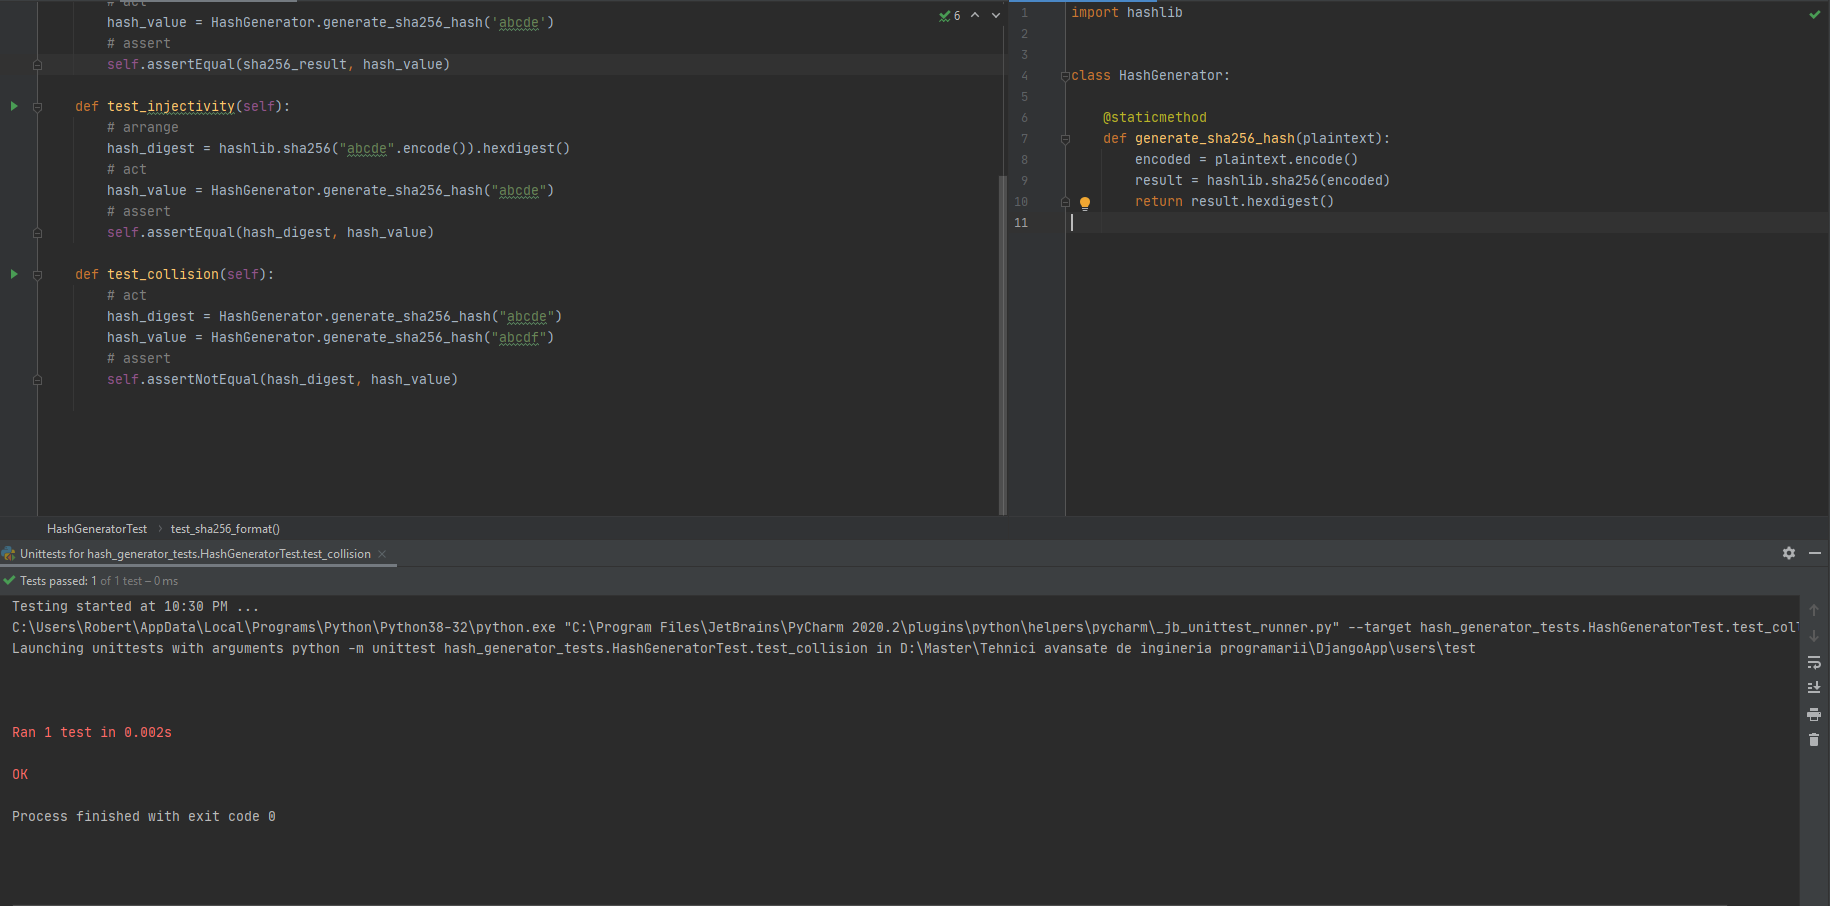 # act
hash_value = HashGenerator.generate_sha256_hash('abcde')
# assert
self.assertEqual(sha256_result, hash_value)
def test_injectivity(self):
# arrange
hash_digest = hashlib.sha256("abcde".encode()).hexdigest()
# act
hash_value = HashGenerator.generate_sha256_hash("abcde")
# assert
self.assertEqual(hash_digest, hash_value)
def test_collision(self):
# act
hash_digest = HashGenerator.generate_sha256_hash("abcde")
hash_value = HashGenerator.generate_sha256_hash("abcdf")
# assert
self.assertNotEqual(hash_digest, hash_value)
6
1 import hashlib
2
3
4 class HashGenerator:
5
6 @staticmethod
7 def generate_sha256_hash(plaintext):
8 encoded = plaintext.encode()
9 result = hashlib.sha256(encoded)
10 return result.hexdigest()
11
HashGeneratorTest › test_sha256_format()
Unittests for hash_generator_tests.HashGeneratorTest.test_collision
Tests passed: 1 of 1 test – 0 ms
Testing started at 10:30 PM ...
C:\Users\Robert\AppData\Local\Programs\Python\Python38-32\python.exe "C:\Program Files\JetBrains\PyCharm 2020.2\plugins\python\helpers\pycharm\_jb_unittest_runner.py" --target hash_generator_tests.HashGeneratorTest.test_coll
Launching unittests with arguments python -m unittest hash_generator_tests.HashGeneratorTest.test_collision in D:\Master\Tehnici avansate de ingineria programarii\DjangoApp\users\test
Ran 1 test in 0.002s
OK
Process finished with exit code 0